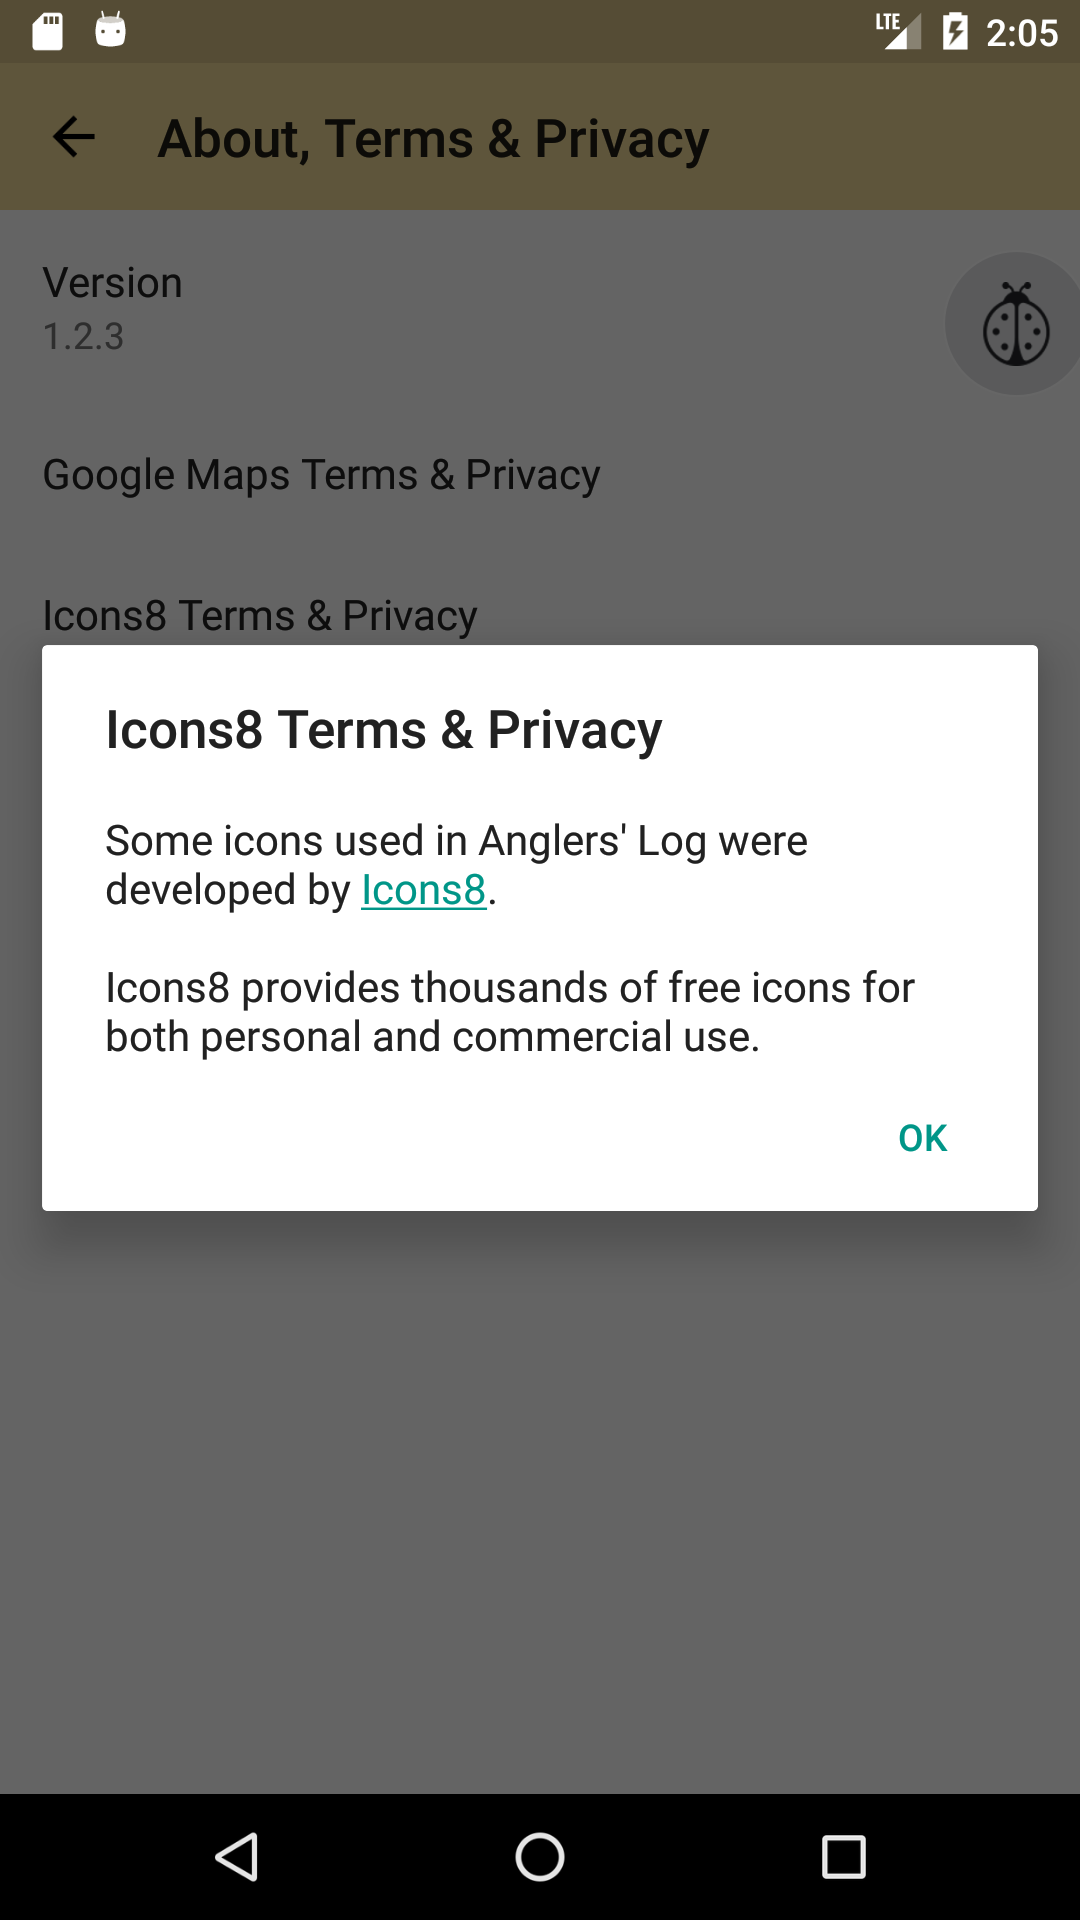 LTE 2:05
About, Terms & Privacy
Version
1.2.3
Google Maps Terms & Privacy
Icons8 Terms & Privacy
Icons8 Terms & Privacy
Some icons used in Anglers' Log were
developed by Icons8.
Icons8 provides thousands of free icons for
both personal and commercial use.
OK